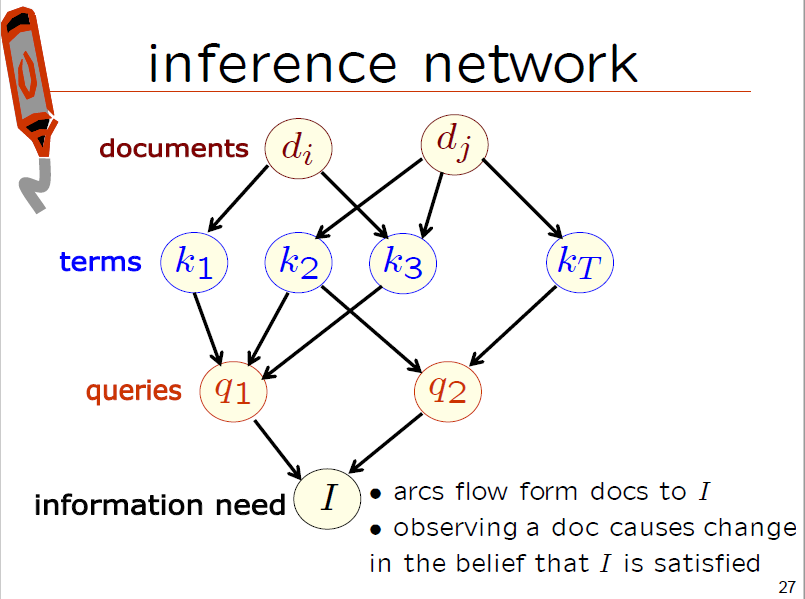 inference network
documents d_i d_j
terms k_1 k_2 k_3 k_T
queries q_1 q_2
information need I
• arcs flow form docs to I
• observing a doc causes change
in the belief that I is satisfied
27